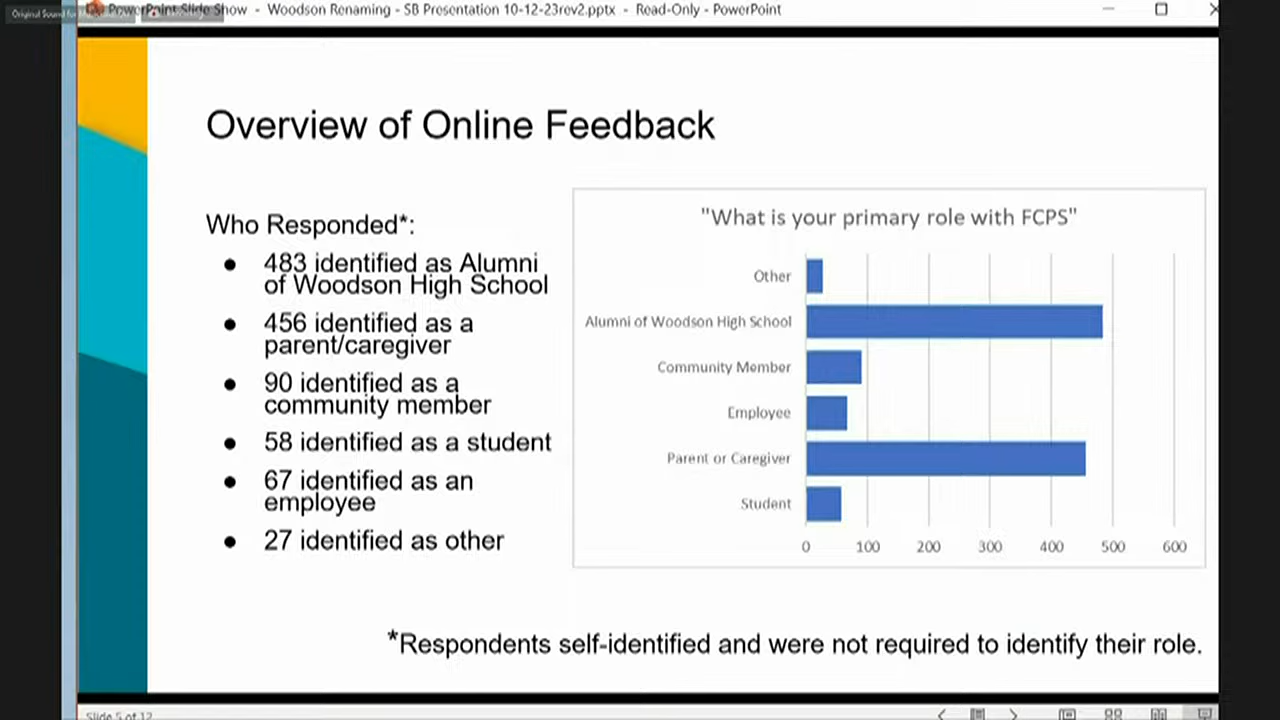 PowerPoint Slide Show - Woodson Renaming - SB Presentation 10-12-23rev2.pptx - Read-Only - PowerPoint
Overview of Online Feedback
Who Responded*:
● 483 identified as Alumni
of Woodson High School
● 456 identified as a
parent/caregiver
● 90 identified as a
community member
● 58 identified as a student
● 67 identified as an
employee
● 27 identified as other
"What is your primary role with FCPS"
Other
Alumni of Woodson High School
Community Member
Employee
Parent or Caregiver
Student
0 100 200 300 400 500 600
*Respondents self-identified and were not required to identify their role.
Slide 5 of 12